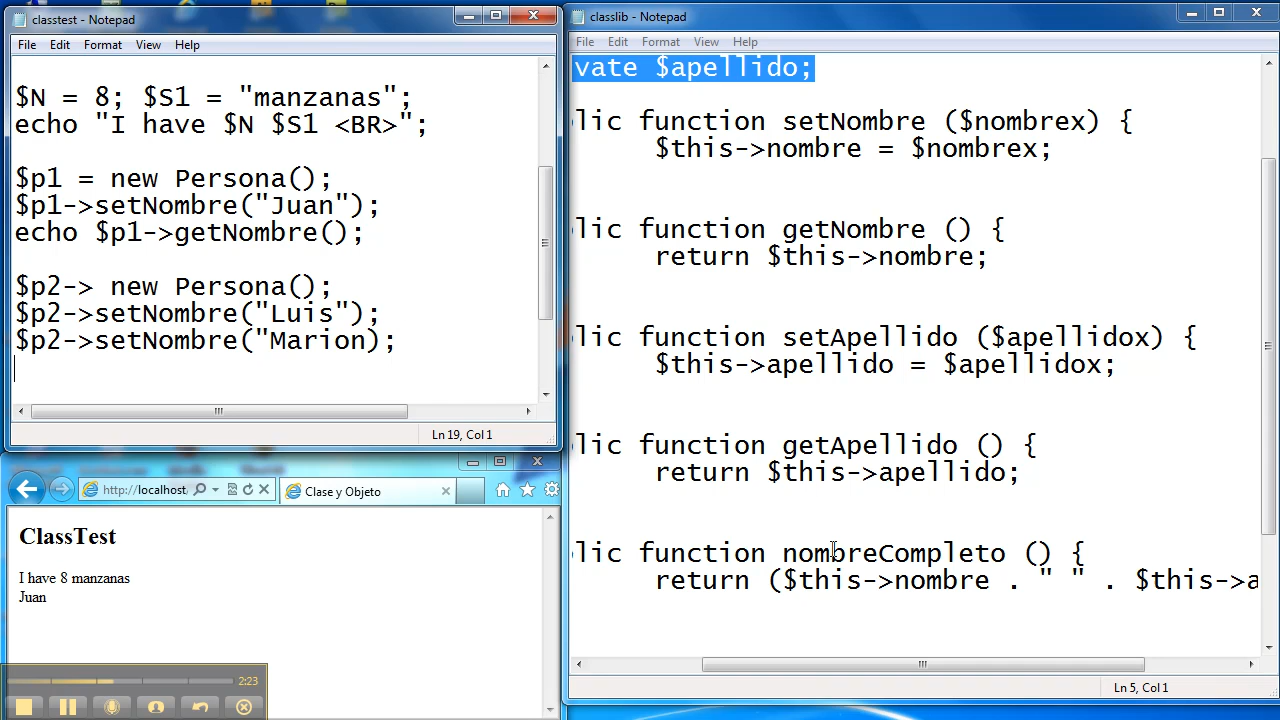 classtest - Notepad
File Edit Format View Help
$N = 8; $S1 = "manzanas";
echo "I have $N $S1 <BR>";
$p1 = new Persona();
$p1->setNombre("Juan");
echo $p1->getNombre();
$p2-> new Persona();
$p2->setNombre("Luis");
$p2->setNombre("Marion);
Ln 19, Col 1
classlib - Notepad
File Edit Format View Help
vate $apellido;
lic function setNombre ($nombrex) {
$this->nombre = $nombrex;
lic function getNombre () {
return $this->nombre;
lic function setApellido ($apellidox) {
$this->apellido = $apellidox;
lic function getApellido () {
return $this->apellido;
lic function nombreCompleto () {
return ($this->nombre . " " . $this->a
Ln 5, Col 1
http://localhost
Clase y Objeto
ClassTest
I have 8 manzanas
Juan
2:23